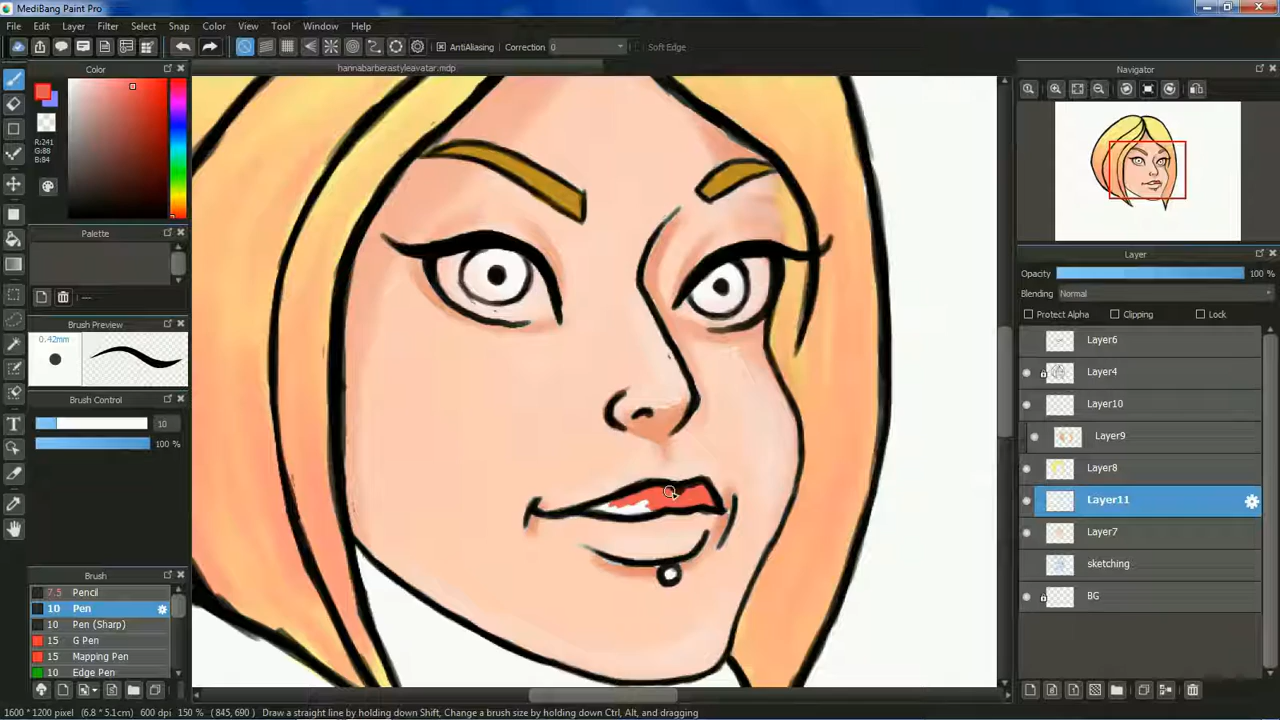 MediBang Paint Pro
File Edit Layer Filter Select Snap Color View Tool Window Help
AntiAliasing Correction 0 Soft Edge
Color hannabarberastyleavatar.mdp Navigator
R:241
G:88
B:84
Palette
Layer
Opacity 100 %
Blending Normal
Protect Alpha Clipping Lock
Brush Preview
0.42mm
Layer6
Layer4
Brush Control
Layer10
10
100 %
Layer9
Layer8
Layer11
Layer7
sketching
Brush
7.5 Pencil
BG
10 Pen
10 Pen (Sharp)
15 G Pen
15 Mapping Pen
10 Edge Pen
1600 * 1200 pixel (6.8 * 5.1cm) 600 dpi 150 % (845, 690) Draw a straight line by holding down Shift, Change a brush size by holding down Ctrl, Alt, and dragging